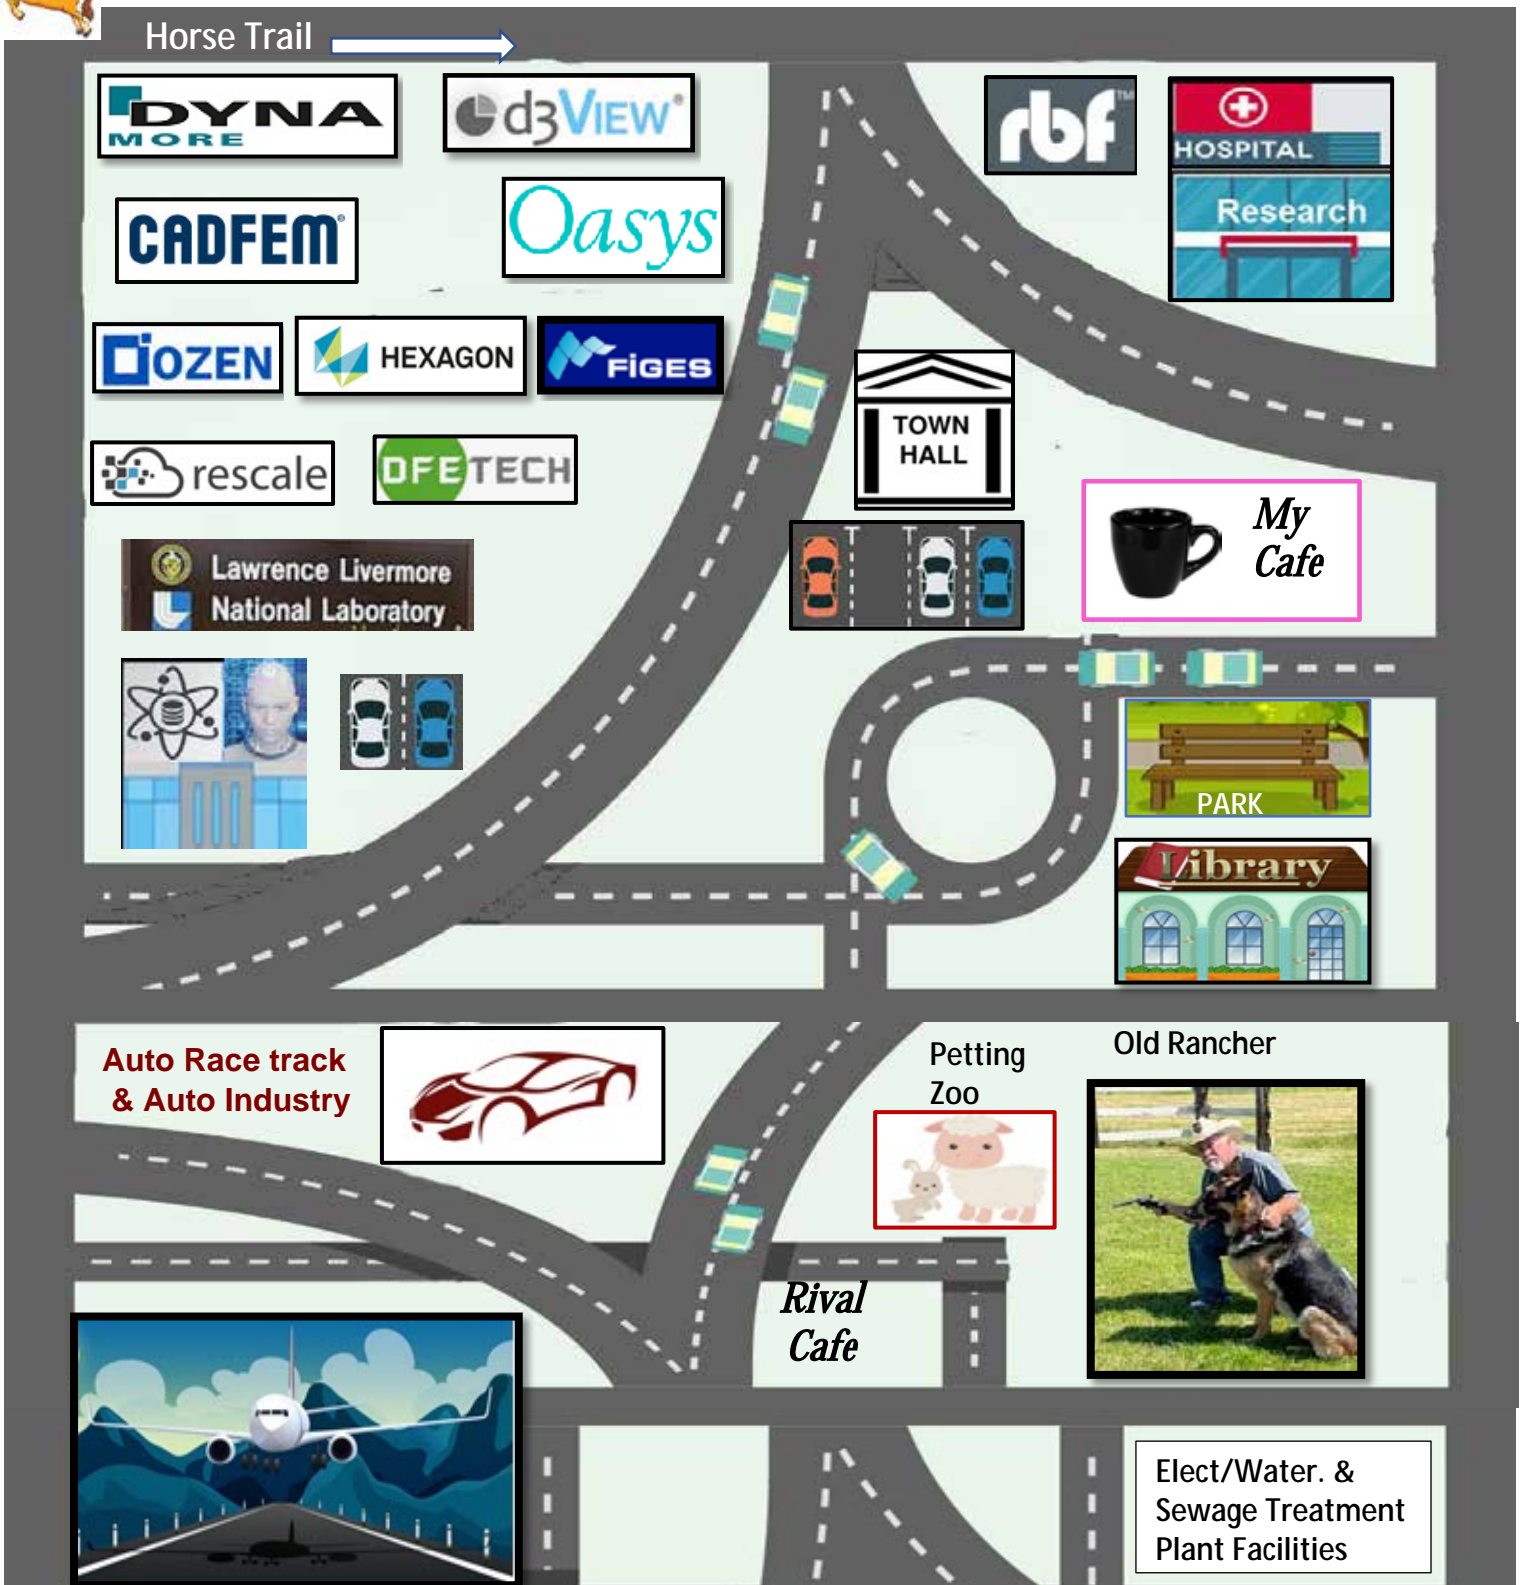 Horse Trail
DYNA
MORE
d3VIEW®
rbf™
HOSPITAL
Research
CADFEM®
Oasys
OZEN
HEXAGON
FiGES
TOWN
HALL
rescale
DFETECH
My
Cafe
Lawrence Livermore
National Laboratory
PARK
Library
Auto Race track
& Auto Industry
Petting
Zoo
Old Rancher
Rival
Cafe
Elect/Water. &
Sewage Treatment
Plant Facilities